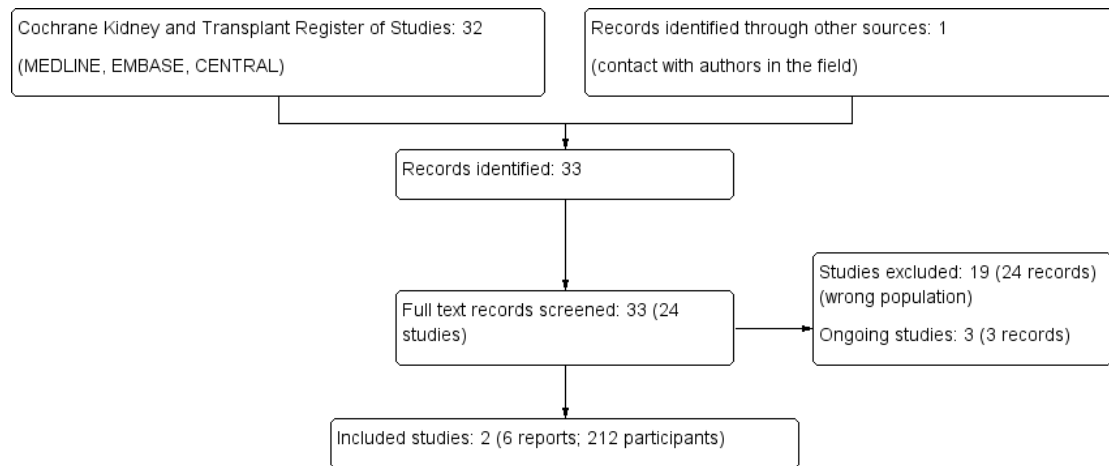 Cochrane Kidney and Transplant Register of Studies: 32
(MEDLINE, EMBASE, CENTRAL)
Records identified through other sources: 1
(contact with authors in the field)
Records identified: 33
Full text records screened: 33 (24
studies)
Studies excluded: 19 (24 records)
(wrong population)
Ongoing studies: 3 (3 records)
Included studies: 2 (6 reports; 212 participants)